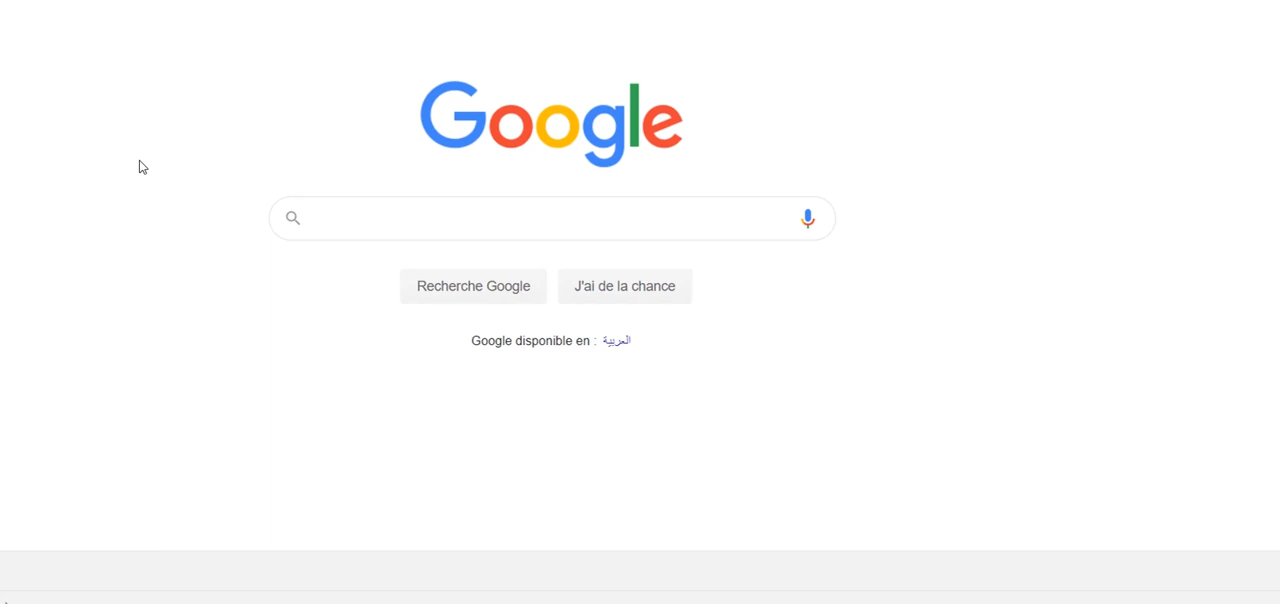 Google
Recherche Google
J'ai de la chance
Google disponible en : العربية